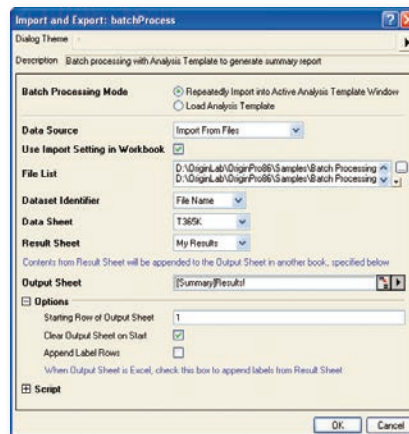 Import and Export: batchProcess
Dialog Theme
Description Batch processing with Analysis Template to generate summary report
Batch Processing Mode
Repeatedly Import into Active Analysis Template Window
Load Analysis Template
Data Source Import From Files
Use Import Setting in Workbook
File List D:\OriginLab\OriginPro86\Samples\Batch Processing
D:\OriginLab\OriginPro86\Samples\Batch Processing
Dataset Identifier File Name
Data Sheet T365K
Result Sheet My Results
Contents from Result Sheet will be appended to the Output Sheet in another book, specified below
Output Sheet [Summary]Results!
Options
Starting Row of Output Sheet 1
Clear Output Sheet on Start
Append Label Rows
When Output Sheet is Excel, check this box to append labels from Result Sheet
Script
OK Cancel